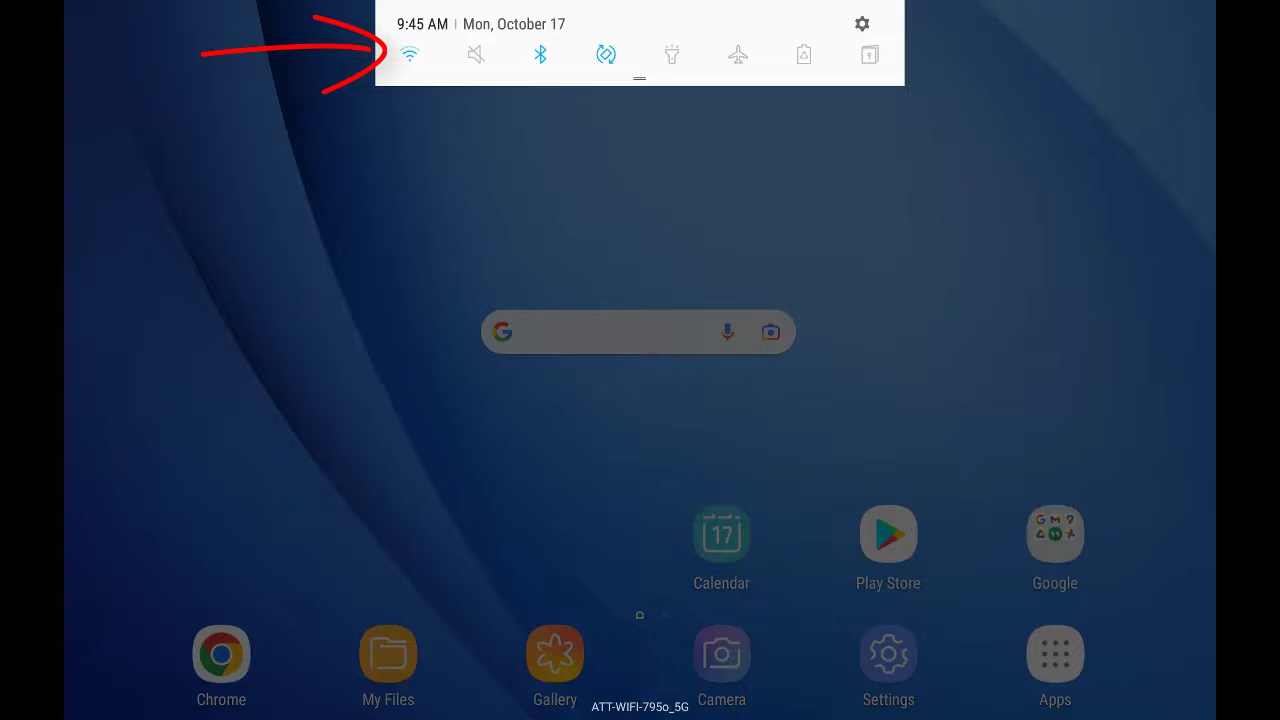 9:45 AM | Mon, October 17
17
Calendar
Play Store
Google
Chrome
My Files
Gallery
Camera
Settings
Apps
ATT-WIFI-795o_5G